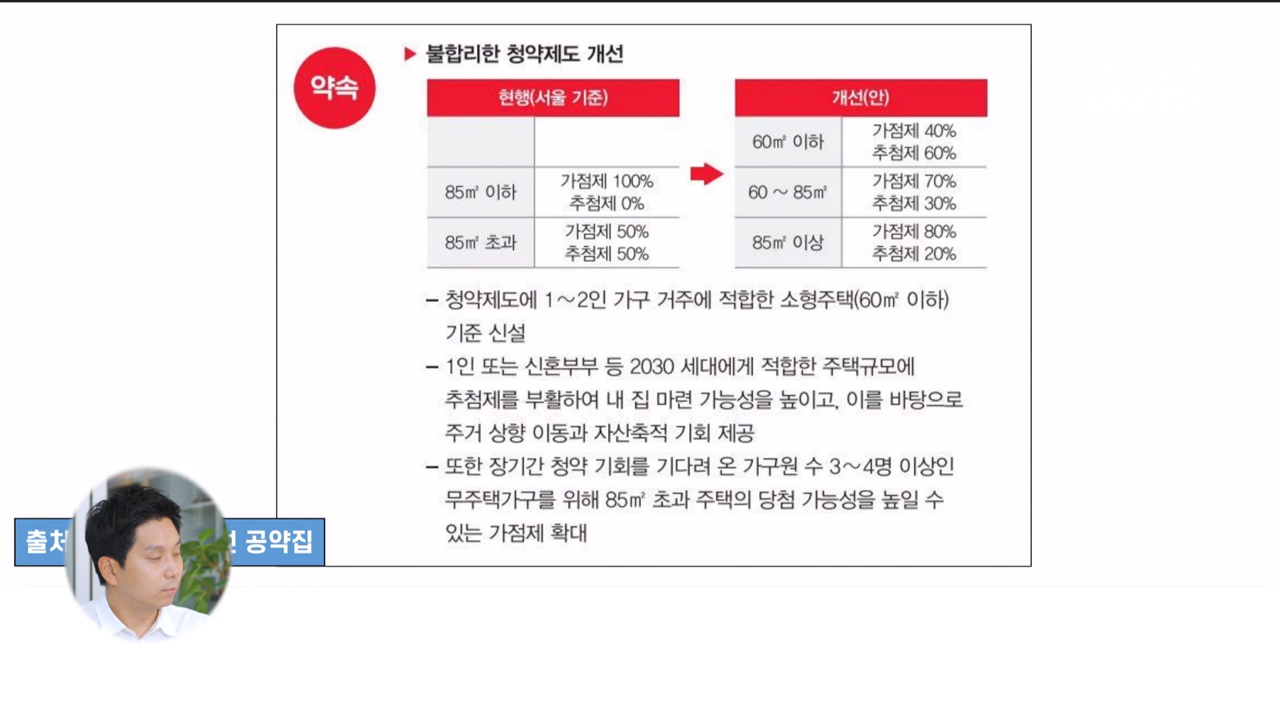 약속
▶ 불합리한 청약제도 개선
현행(서울 기준)
85㎡ 이하
가점제 100%
추첨제 0%
85㎡ 초과
가점제 50%
추첨제 50%
개선(안)
60㎡ 이하
가점제 40%
추첨제 60%
60 ~ 85㎡
가점제 70%
추첨제 30%
85㎡ 이상
가점제 80%
추첨제 20%
– 청약제도에 1~2인 가구 거주에 적합한 소형주택(60㎡ 이하)
기준 신설
– 1인 또는 신혼부부 등 2030 세대에게 적합한 주택규모에
추첨제를 부활하여 내 집 마련 가능성을 높이고, 이를 바탕으로
주거 상향 이동과 자산축적 기회 제공
– 또한 장기간 청약 기회를 기다려 온 가구원 수 3~4명 이상인
무주택가구를 위해 85㎡ 초과 주택의 당첨 가능성을 높일 수
있는 가점제 확대
공약집